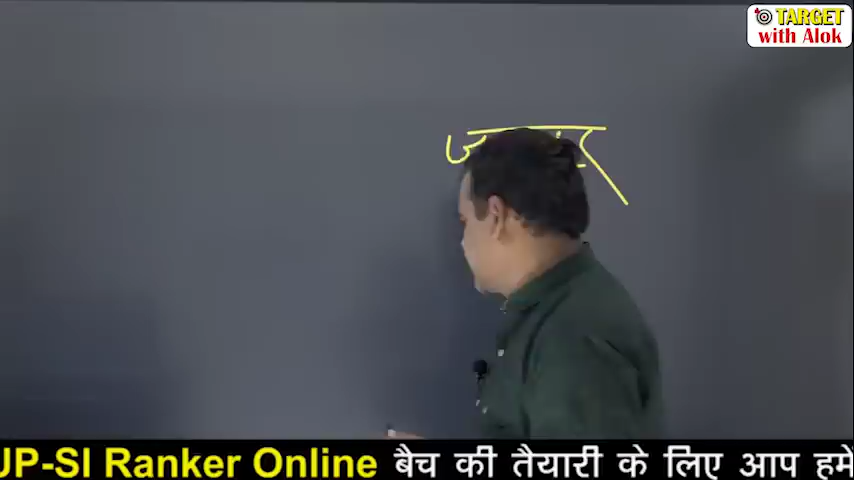 TARGET
with Alok
UP-SI Ranker Online बैच की तैयारी के लिए आप हमें